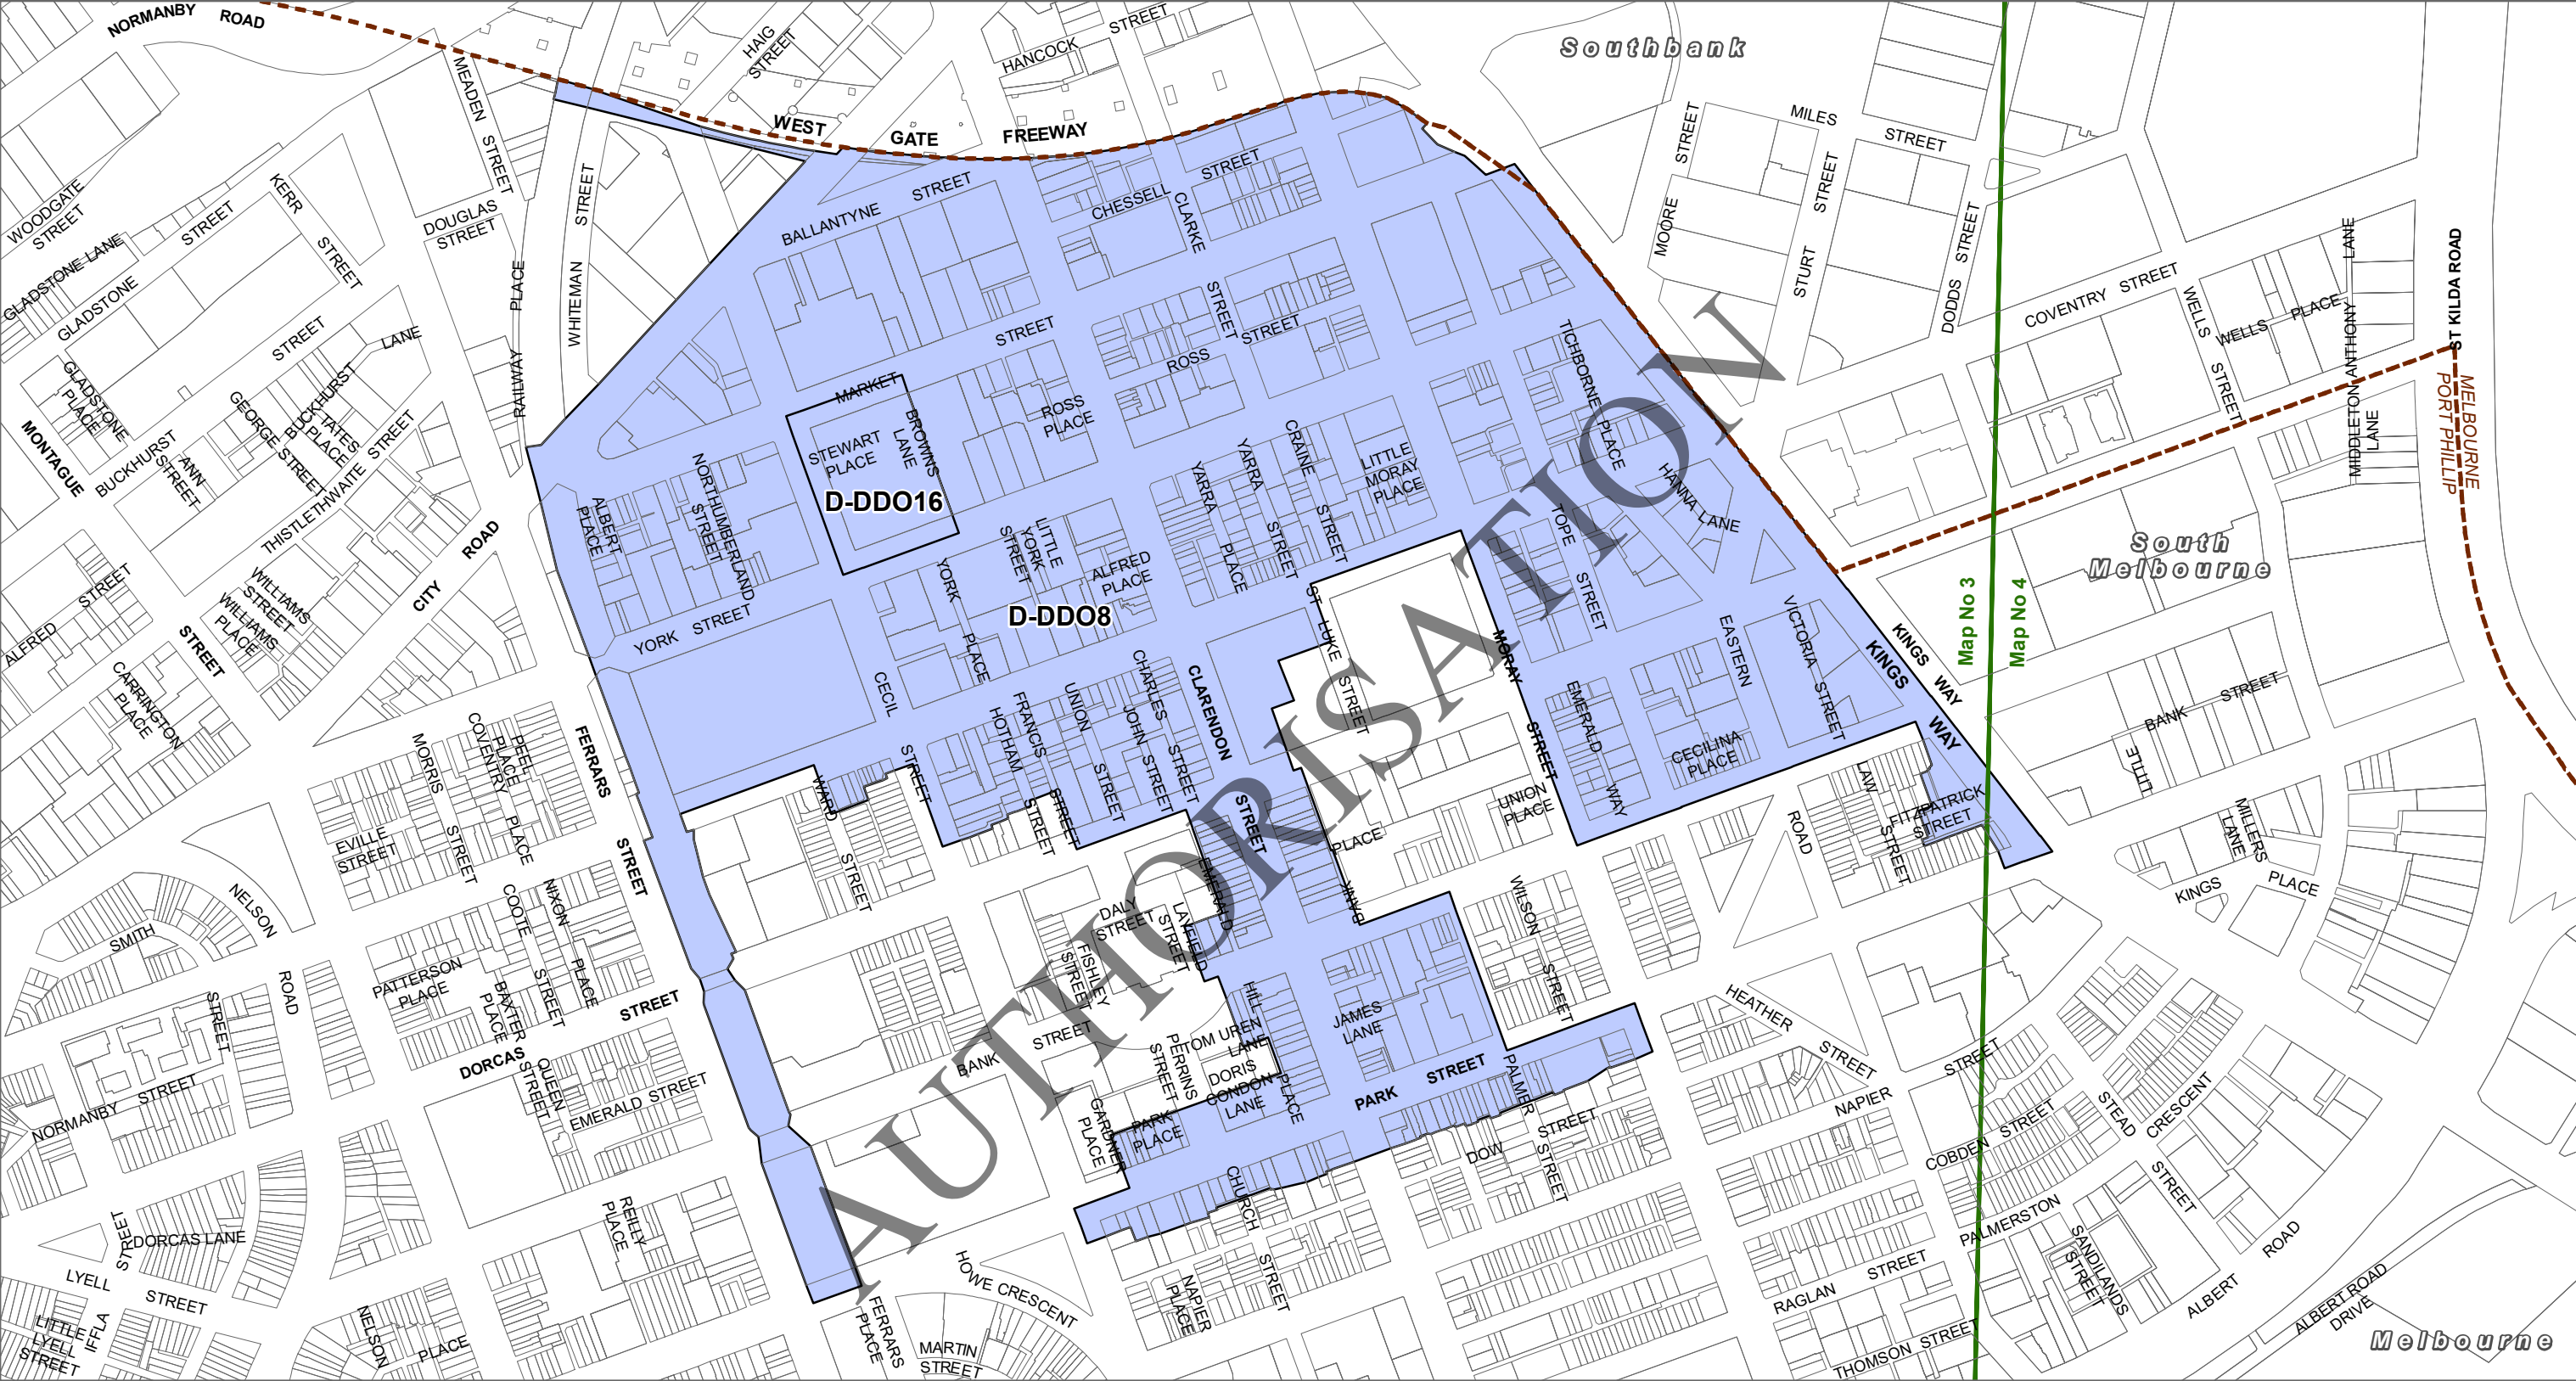 NORMANBY ROAD
HAIG
STREET
HANCOCK STREET
Southbank
MEADEN STREET
WEST GATE FREEWAY
MILES STREET
MOORE STREET
STURT STREET
DODDS STREET
WOODGATE
STREET
KERR STREET
GLADSTONE LANE
GLADSTONE STREET
DOUGLAS
STREET
WHITEMAN STREET
RAILWAY PLACE
BALLANTYNE STREET
CHESSELL STREET
CLARKE STREET
COVENTRY STREET
WELLS STREET
WELLS PLACE
ANTHONY LANE
MIDDLETON
LANE
ST KILDA ROAD
MELBOURNE
PORT PHILLIP
GLADSTONE
PLACE
BUCKHURST STREET
BUCKHURST LANE
GEORGE STREET
TATES
PLACE
ANN
STREET
THISTLETHWAITE STREET
MONTAGUE STREET
CITY ROAD
MARKET STREET
STEWART
PLACE
BROWNS
LANE
D-DDO16
ROSS STREET
ROSS
PLACE
TICHBORNE PLACE
HANNA LANE
CRAINE STREET
LITTLE
MORAY
PLACE
YARRA PLACE
YARRA STREET
TOPE STREET
ALBERT
PLACE
NORTHUMBERLAND
STREET
LITTLE
YORK
STREET
ALFRED
PLACE
YORK PLACE
D-DDO8
YORK STREET
ALFRED STREET
WILLIAMS
STREET
WILLIAMS
PLACE
CARRINGTON
PLACE
South
Melbourne
Map No 3
Map No 4
ST LUKE STREET
MORAY STREET
EASTERN ROAD
VICTORIA STREET
KINGS WAY
KINGS WAY
CECIL STREET
CHARLES STREET
CLARENDON STREET
UNION STREET
JOHN STREET
FRANCIS STREET
HOTHAM STREET
EMERALD WAY
CECILINA
PLACE
BANK STREET
LITTLE
FERRARS STREET
MORRIS STREET
COVENTRY
PLACE
PEEL PLACE
EVILLE
STREET
WARD STREET
UNION
PLACE
BANK PLACE
LAW STREET
FITZPATRICK
STREET
MILLERS
LANE
KINGS PLACE
NELSON ROAD
SMITH STREET
COOTE STREET
NIXON PLACE
PATTERSON
PLACE
BAXTER
PLACE
DALY
STREET
LAYFIELD
STREET
EMERALD
FISHLEY
STREET
WILSON STREET
HEATHER STREET
JAMES
LANE
HILL PLACE
TOM UREN
LANE
DORIS
CONDON
LANE
PERRINS
STREET
BANK STREET
DORCAS STREET
QUEEN
STREET
EMERALD STREET
NORMANBY STREET
GARDNER
PLACE
PARK
PLACE
PARK STREET
PALMER STREET
DOW STREET
NAPIER STREET
COBDEN STREET
STEAD STREET
CRESCENT
CHURCH STREET
REILLY
PLACE
STREET
DORCAS LANE
LYELL STREET
LITTLE
LYELL
STREET
IFFLA
NELSON PLACE
HOWE CRESCENT
FERRARS
PLACE
MARTIN
STREET
NAPIER
PLACE
RAGLAN STREET
THOMSON STREET
PALMERSTON
SANDILANDS
STREET
ALBERT ROAD
ALBERT ROAD
DRIVE
Melbourne
AUTHORISATION